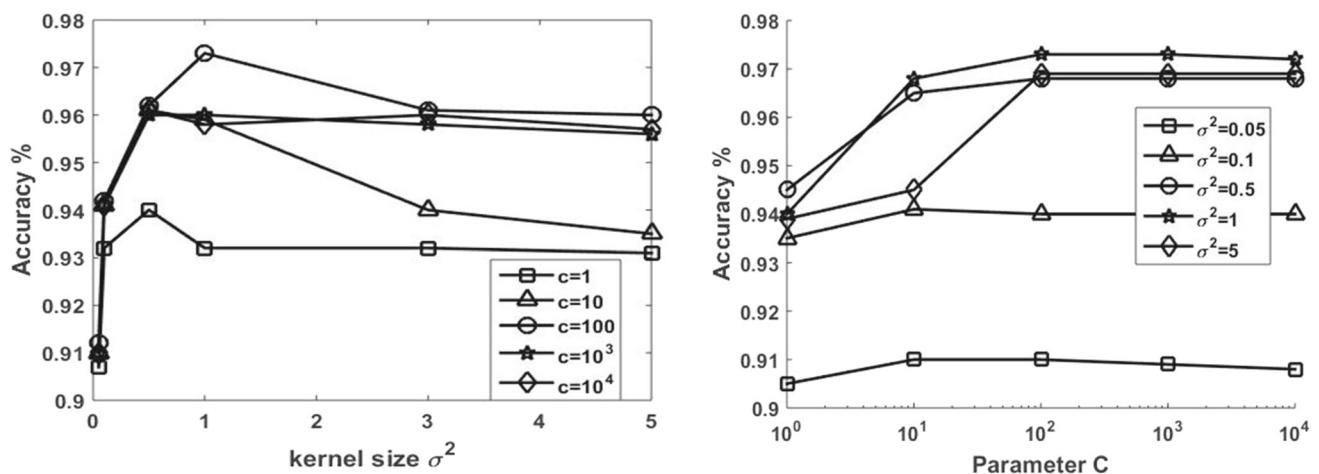 0.98
0.97
0.96
0.95
0.94
0.93
0.92
0.91
0.9
Accuracy %
0 1 2 3 4 5
kernel size σ²
c=1
c=10
c=100
c=10³
c=10⁴
0.98
0.97
0.96
0.95
0.94
0.93
0.92
0.91
0.9
Accuracy %
10⁰ 10¹ 10² 10³ 10⁴
Parameter C
σ²=0.05
σ²=0.1
σ²=0.5
σ²=1
σ²=5